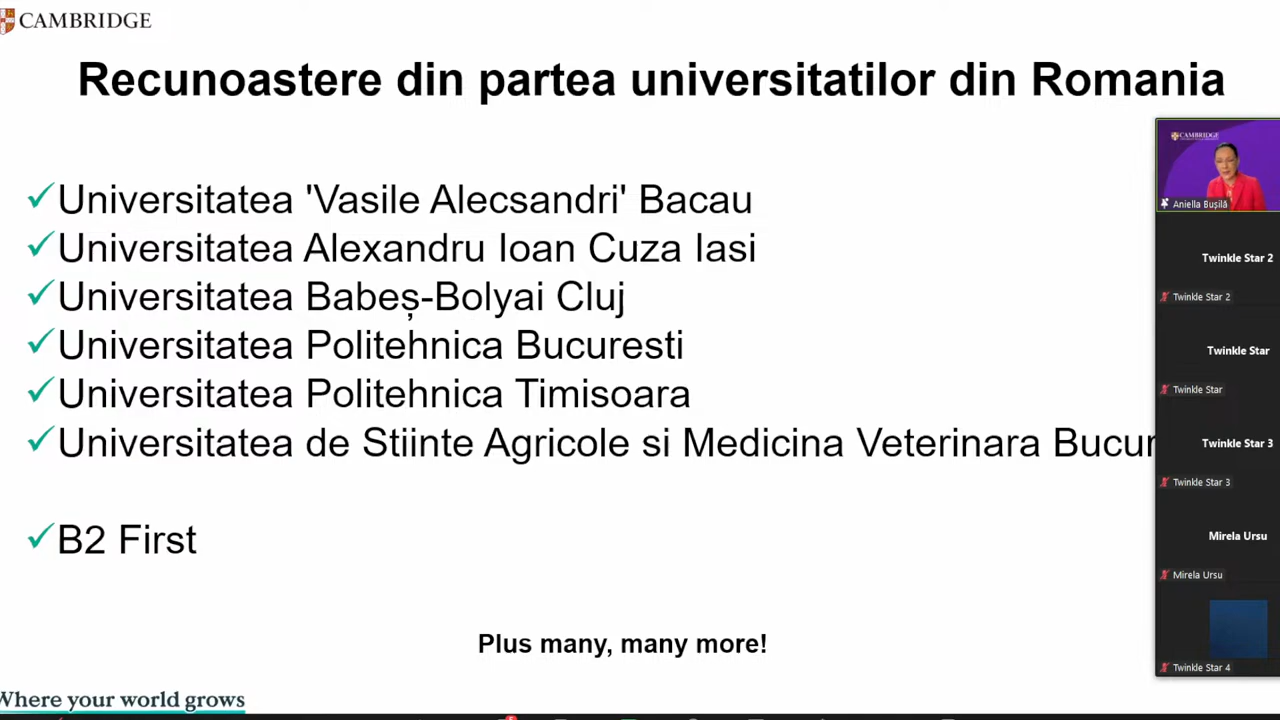 CAMBRIDGE
Recunoastere din partea universitatilor din Romania
Universitatea 'Vasile Alecsandri' Bacau
Universitatea Alexandru Ioan Cuza Iasi
Universitatea Babeș-Bolyai Cluj
Universitatea Politehnica Bucuresti
Universitatea Politehnica Timisoara
Universitatea de Stiinte Agricole si Medicina Veterinara
B2 First
Plus many, many more!
Where your world grows
CAMBRIDGE
Aniella Bușilă
Twinkle Star 2
Twinkle Star 2
Twinkle Star
Twinkle Star
Twinkle Star 3
Twinkle Star 3
Mirela Ursu
Mirela Ursu
Twinkle Star 4